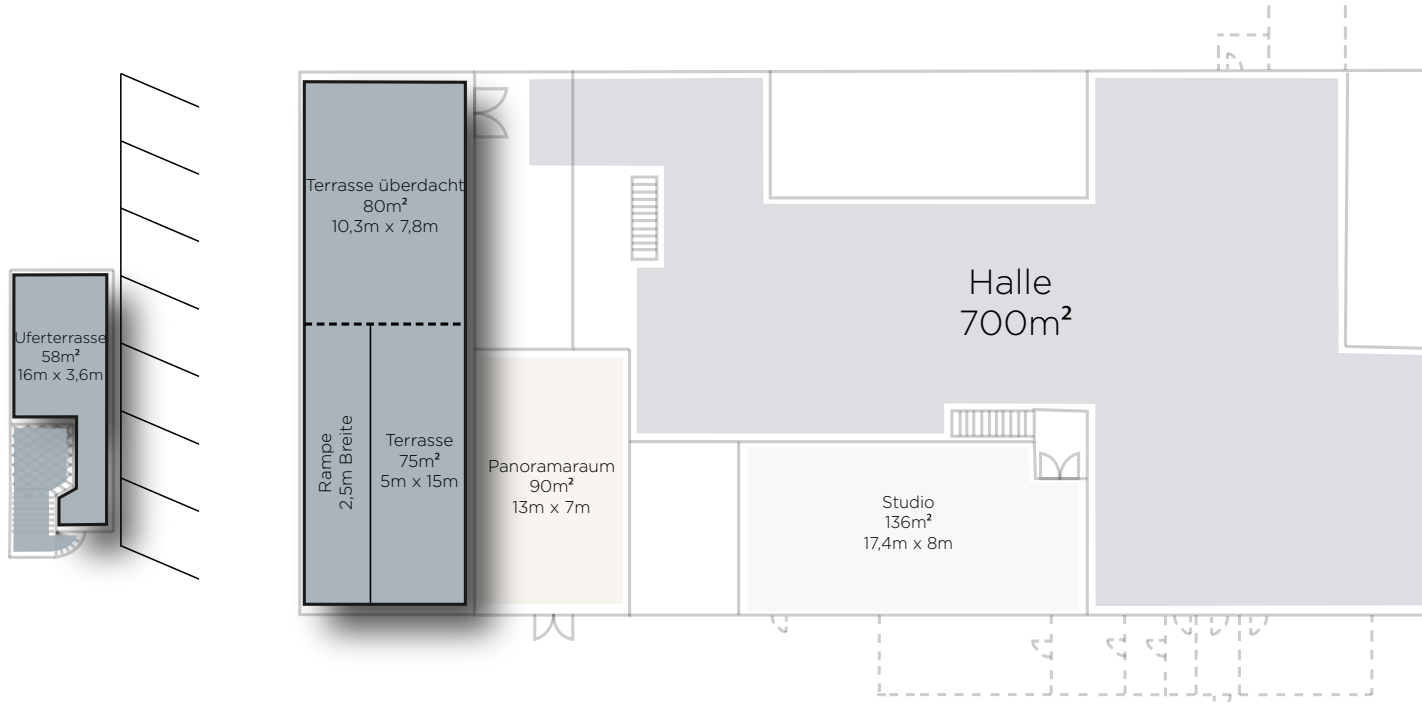 Terrasse überdacht
80m²
10,3m x 7,8m
Halle
700m²
Uferterrasse
58m²
16m x 3,6m
Rampe
2,5m Breite
Terrasse
75m²
5m x 15m
Panoramaraum
90m²
13m x 7m
Studio
136m²
17,4m x 8m